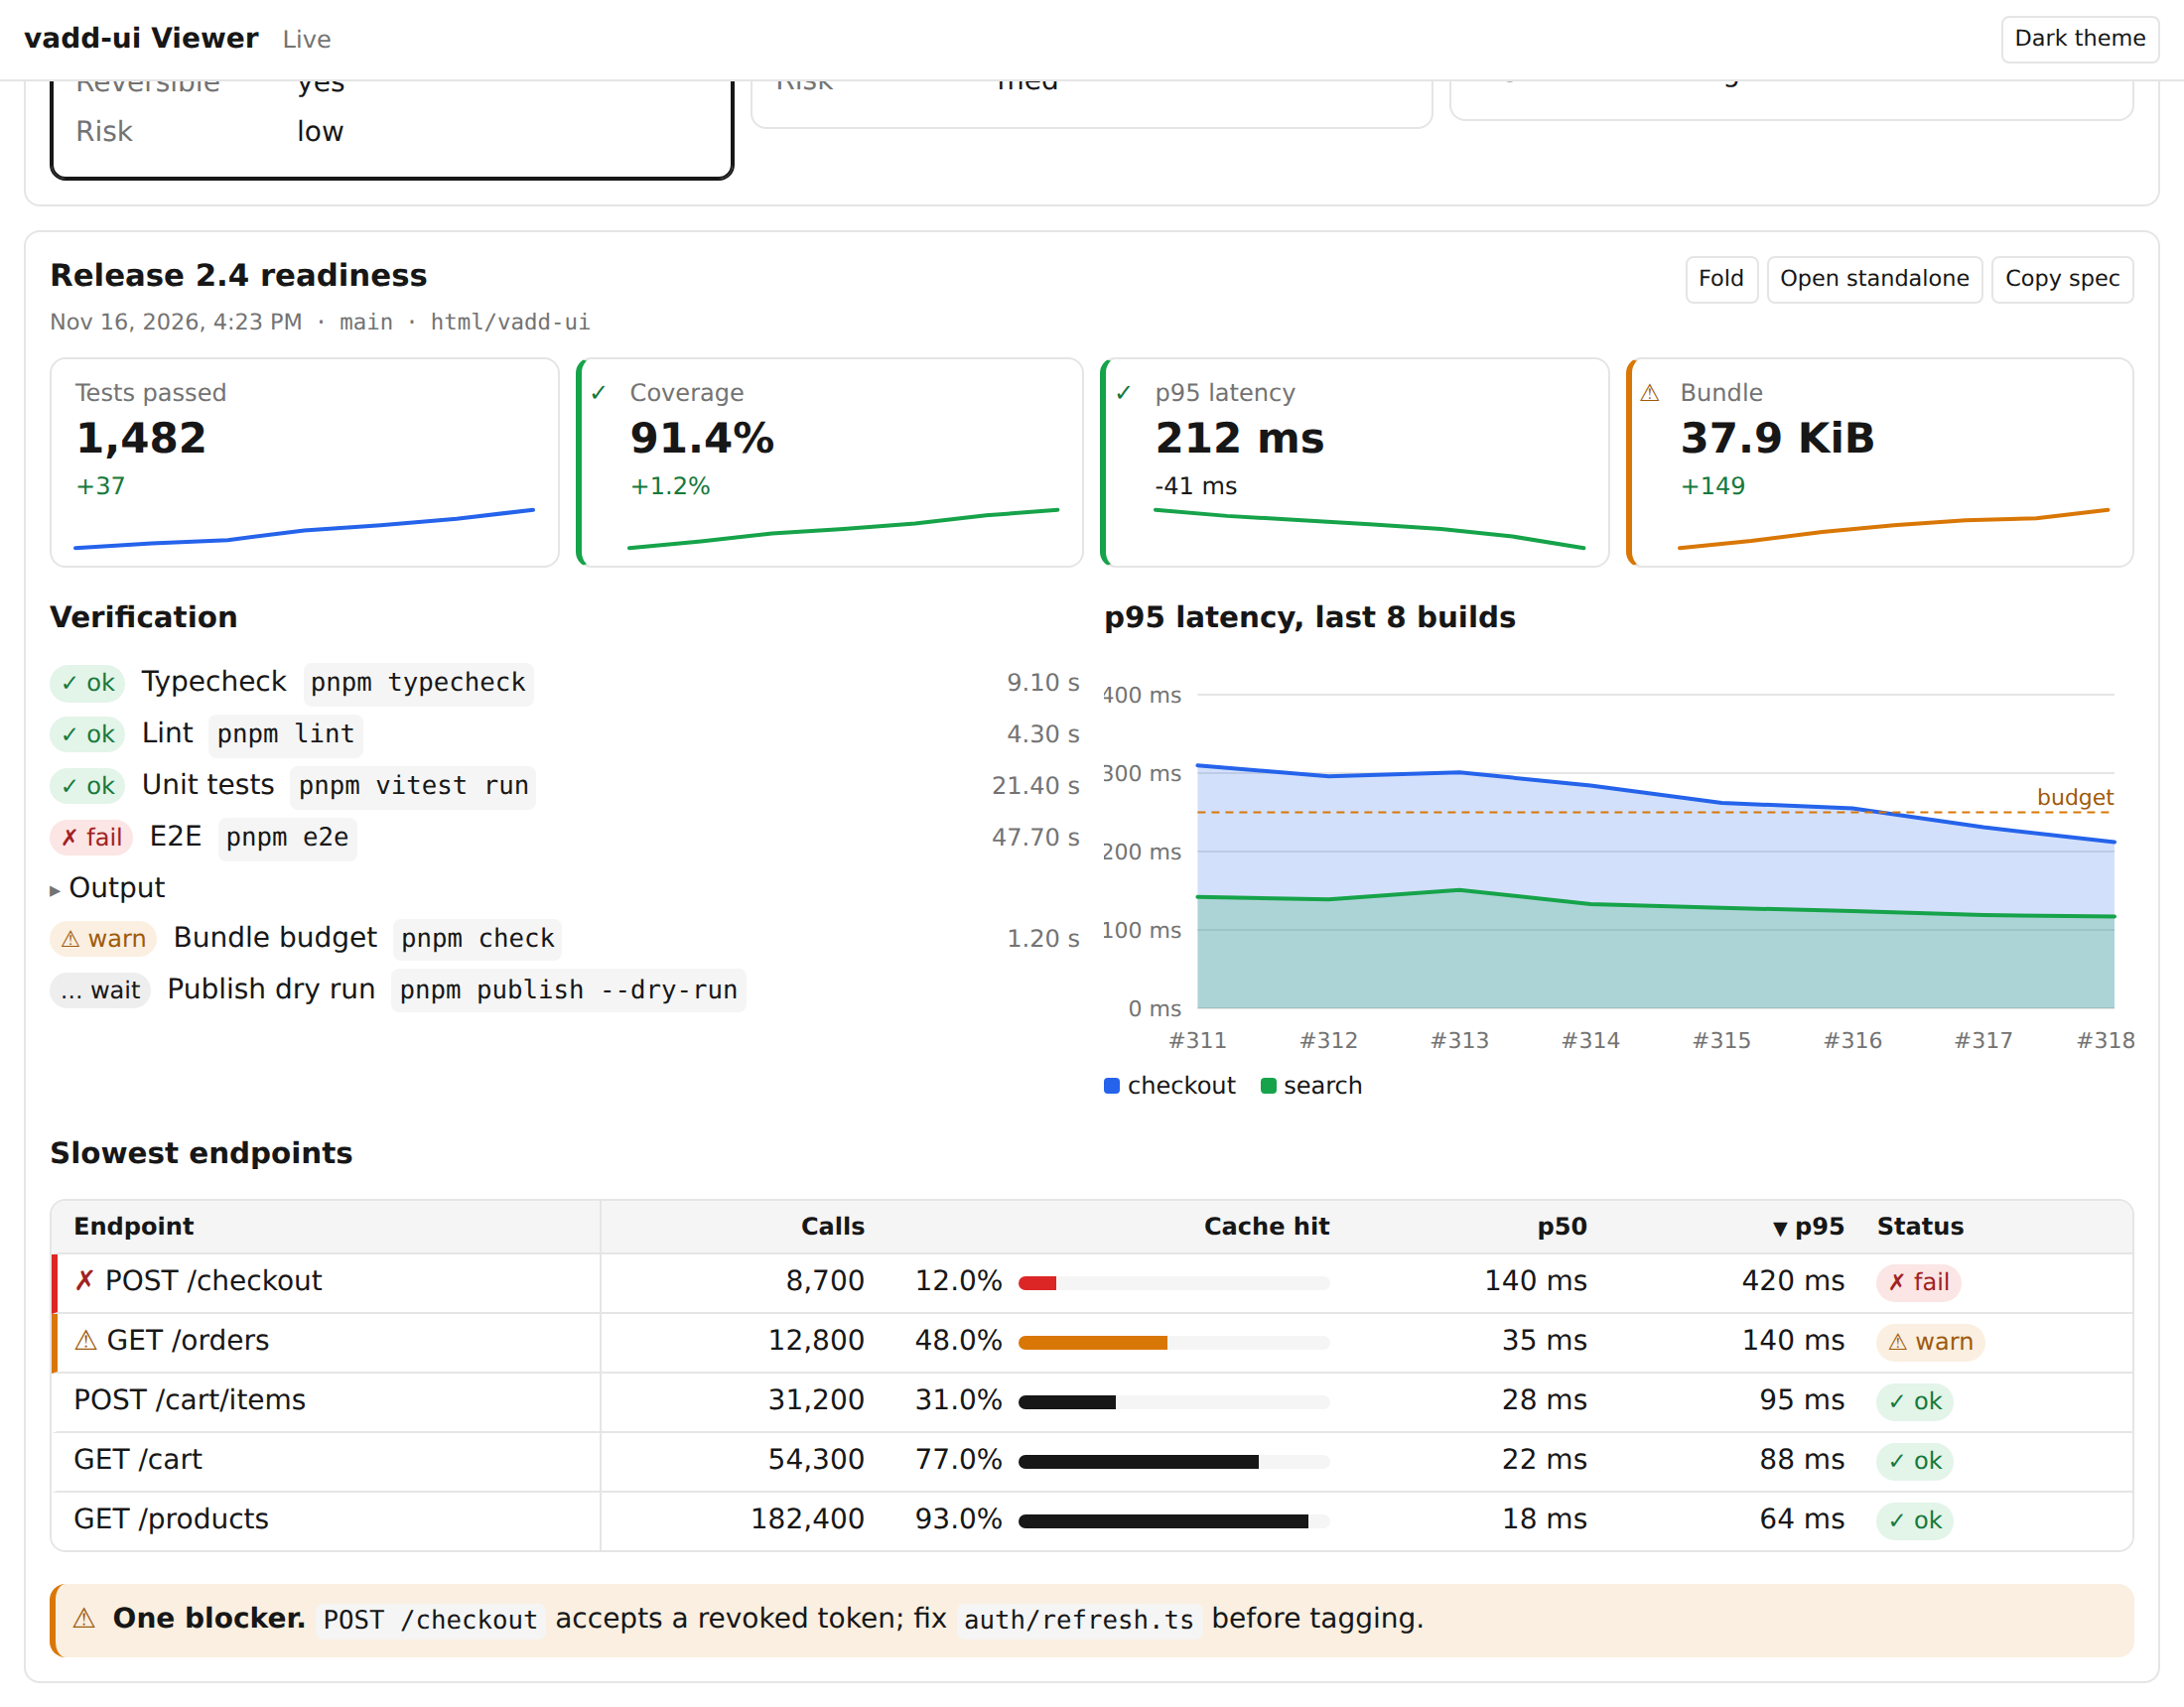 vadd-ui Viewer Live Dark theme
Reversible yes
Risk med
Risk low
Release 2.4 readiness Fold Open standalone Copy spec
Nov 16, 2026, 4:23 PM · main · html/vadd-ui
Tests passed
1,482
+37
✓ Coverage
91.4%
+1.2%
✓ p95 latency
212 ms
-41 ms
⚠ Bundle
37.9 KiB
+149
Verification
✓ ok Typecheck pnpm typecheck 9.10 s
✓ ok Lint pnpm lint 4.30 s
✓ ok Unit tests pnpm vitest run 21.40 s
✗ fail E2E pnpm e2e 47.70 s
▸ Output
⚠ warn Bundle budget pnpm check 1.20 s
… wait Publish dry run pnpm publish --dry-run
p95 latency, last 8 builds
400 ms
300 ms
budget
200 ms
100 ms
0 ms
#311 #312 #313 #314 #315 #316 #317 #318
checkout search
Slowest endpoints
Endpoint Calls Cache hit p50 ▼ p95 Status
✗ POST /checkout 8,700 12.0% 140 ms 420 ms ✗ fail
⚠ GET /orders 12,800 48.0% 35 ms 140 ms ⚠ warn
POST /cart/items 31,200 31.0% 28 ms 95 ms ✓ ok
GET /cart 54,300 77.0% 22 ms 88 ms ✓ ok
GET /products 182,400 93.0% 18 ms 64 ms ✓ ok
⚠ One blocker. POST /checkout accepts a revoked token; fix auth/refresh.ts before tagging.